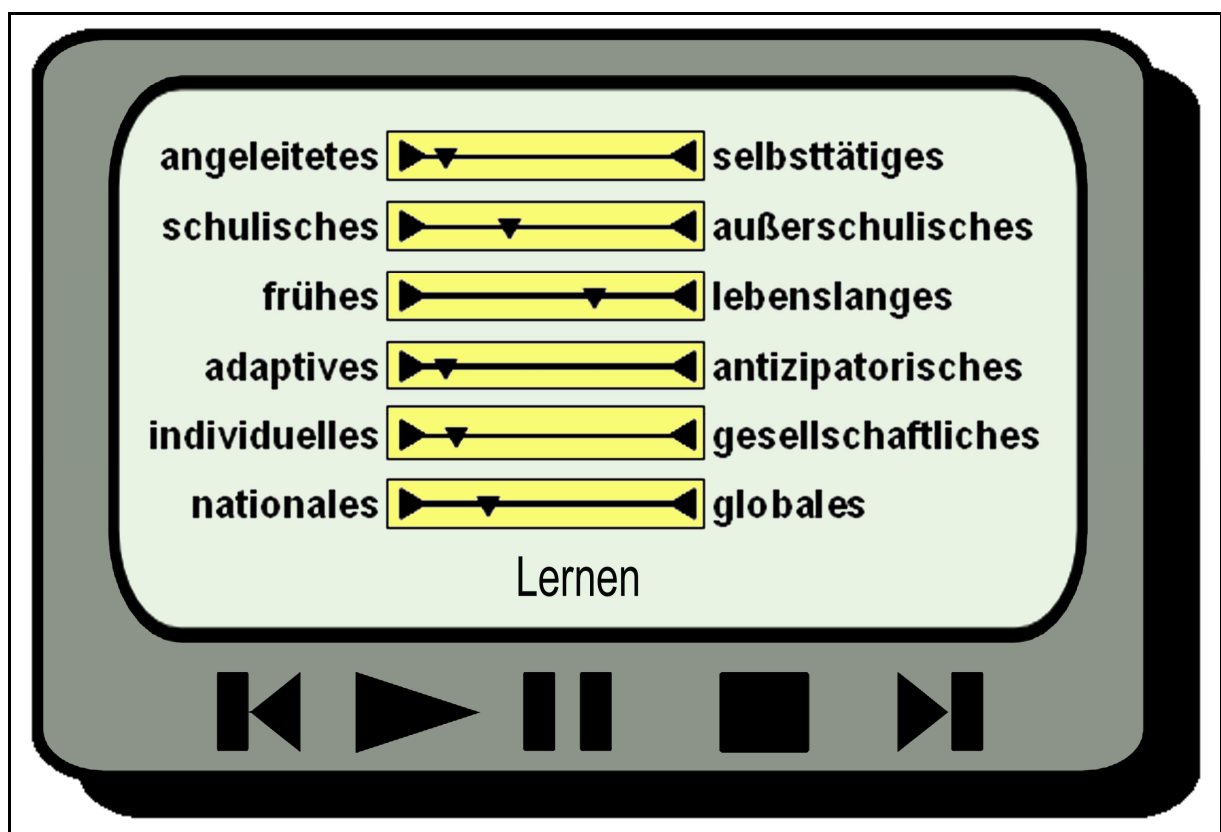 angeleitetes selbsttätiges
schulisches außerschulisches
frühes lebenslanges
adaptives antizipatorisches
individuelles gesellschaftliches
nationales globales
Lernen